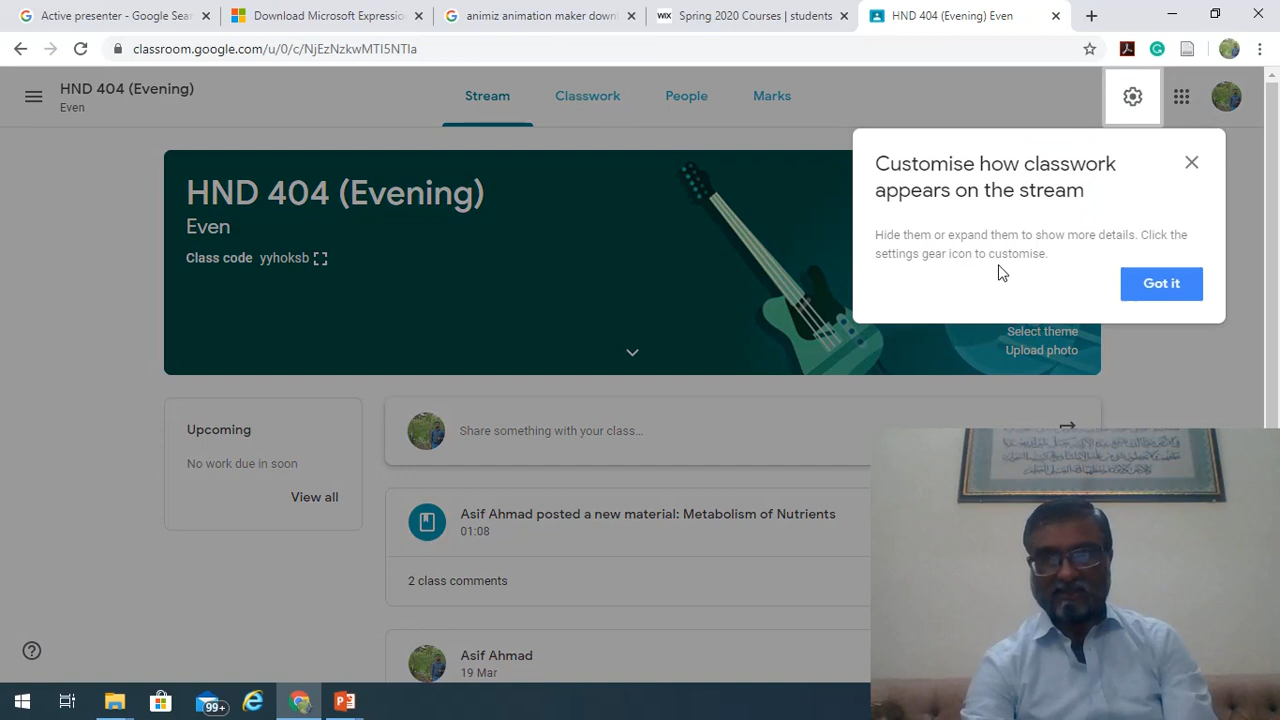 Active presenter - Google Sea
Download Microsoft Expressio
animiz animation maker down
WIX
Spring 2020 Courses | students
HND 404 (Evening) Even
classroom.google.com/u/0/c/NjEzNzkwMTI5NTIa
HND 404 (Evening)
Even
Stream
Classwork
People
Marks
HND 404 (Evening)
Even
Class code yyhoksb
Customise how classwork
appears on the stream
Hide them or expand them to show more details. Click the
settings gear icon to customise.
Got it
Select theme
Upload photo
Upcoming
No work due in soon
View all
Share something with your class...
Asif Ahmad posted a new material: Metabolism of Nutrients
01:08
2 class comments
Asif Ahmad
19 Mar
99+